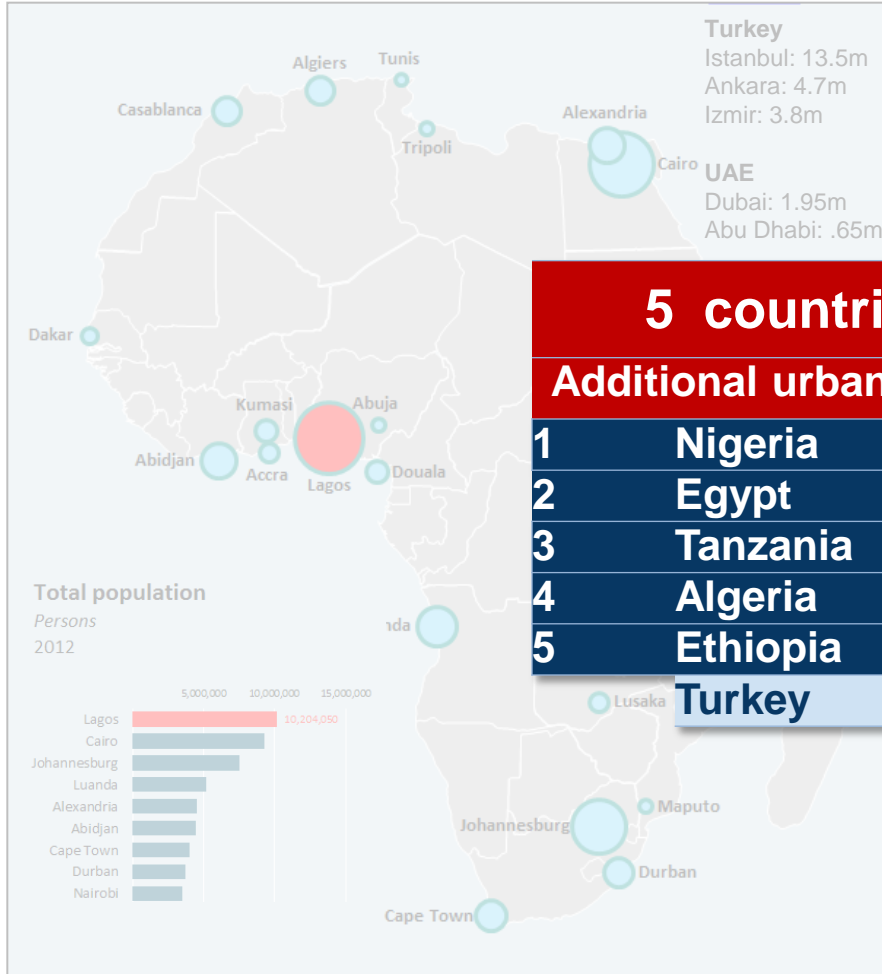 Turkey
Istanbul: 13.5m
Ankara: 4.7m
Izmir: 3.8m
UAE
Dubai: 1.95m
Abu Dhabi: .65m
Tunis
Algiers
Casablanca
Alexandria
Tripoli
Cairo
Dakar
Kumasi
Abuja
Abidjan
Accra
Lagos
Douala
nda
Lusaka
Maputo
Johannesburg
Durban
Cape Town
5 countri
Additional urban
1 Nigeria
2 Egypt
3 Tanzania
4 Algeria
5 Ethiopia
Turkey
Total population
Persons
2012
5,000,000 10,000,000 15,000,000
Lagos 10,204,050
Cairo
Johannesburg
Luanda
Alexandria
Abidjan
Cape Town
Durban
Nairobi